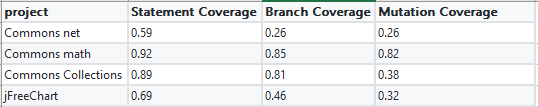 project Statement Coverage Branch Coverage Mutation Coverage
Commons net 0.59 0.26 0.26
Commons math 0.92 0.85 0.82
Commons Collections 0.89 0.81 0.38
jFreeChart 0.69 0.46 0.32